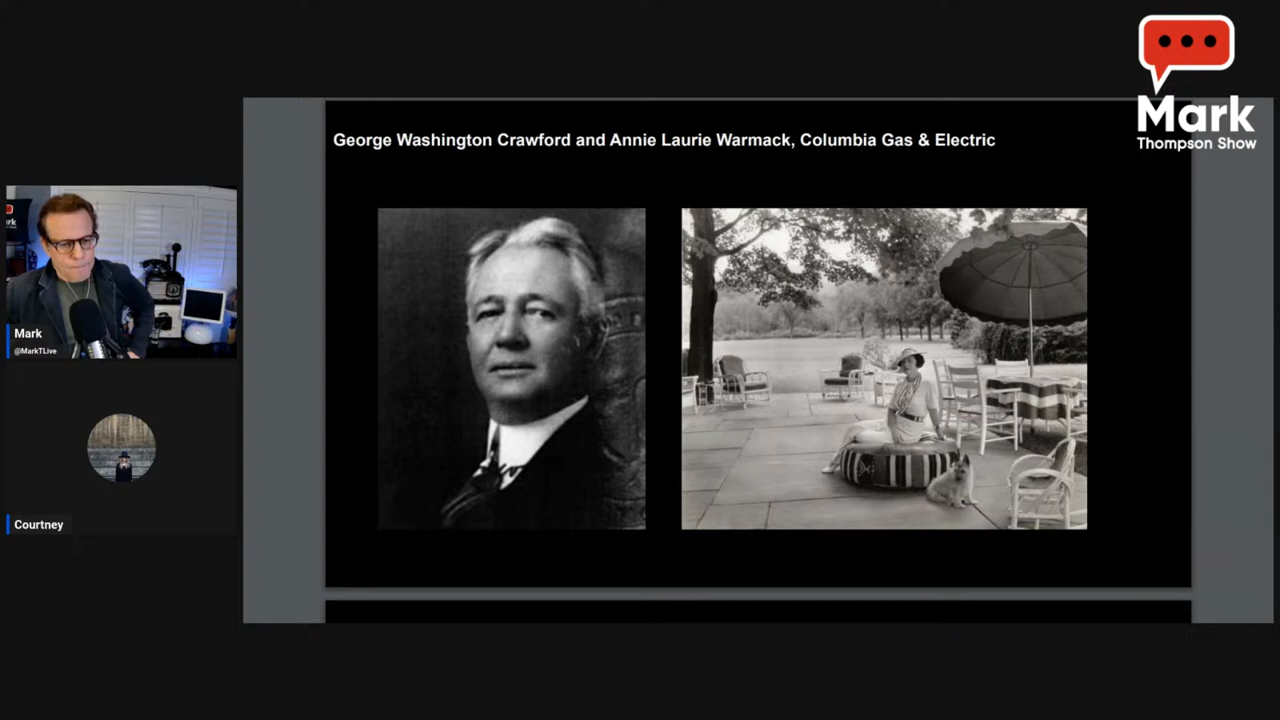 Mark
Thompson Show
George Washington Crawford and Annie Laurie Warmack, Columbia Gas & Electric
Mark
@MarkTLive
Courtney